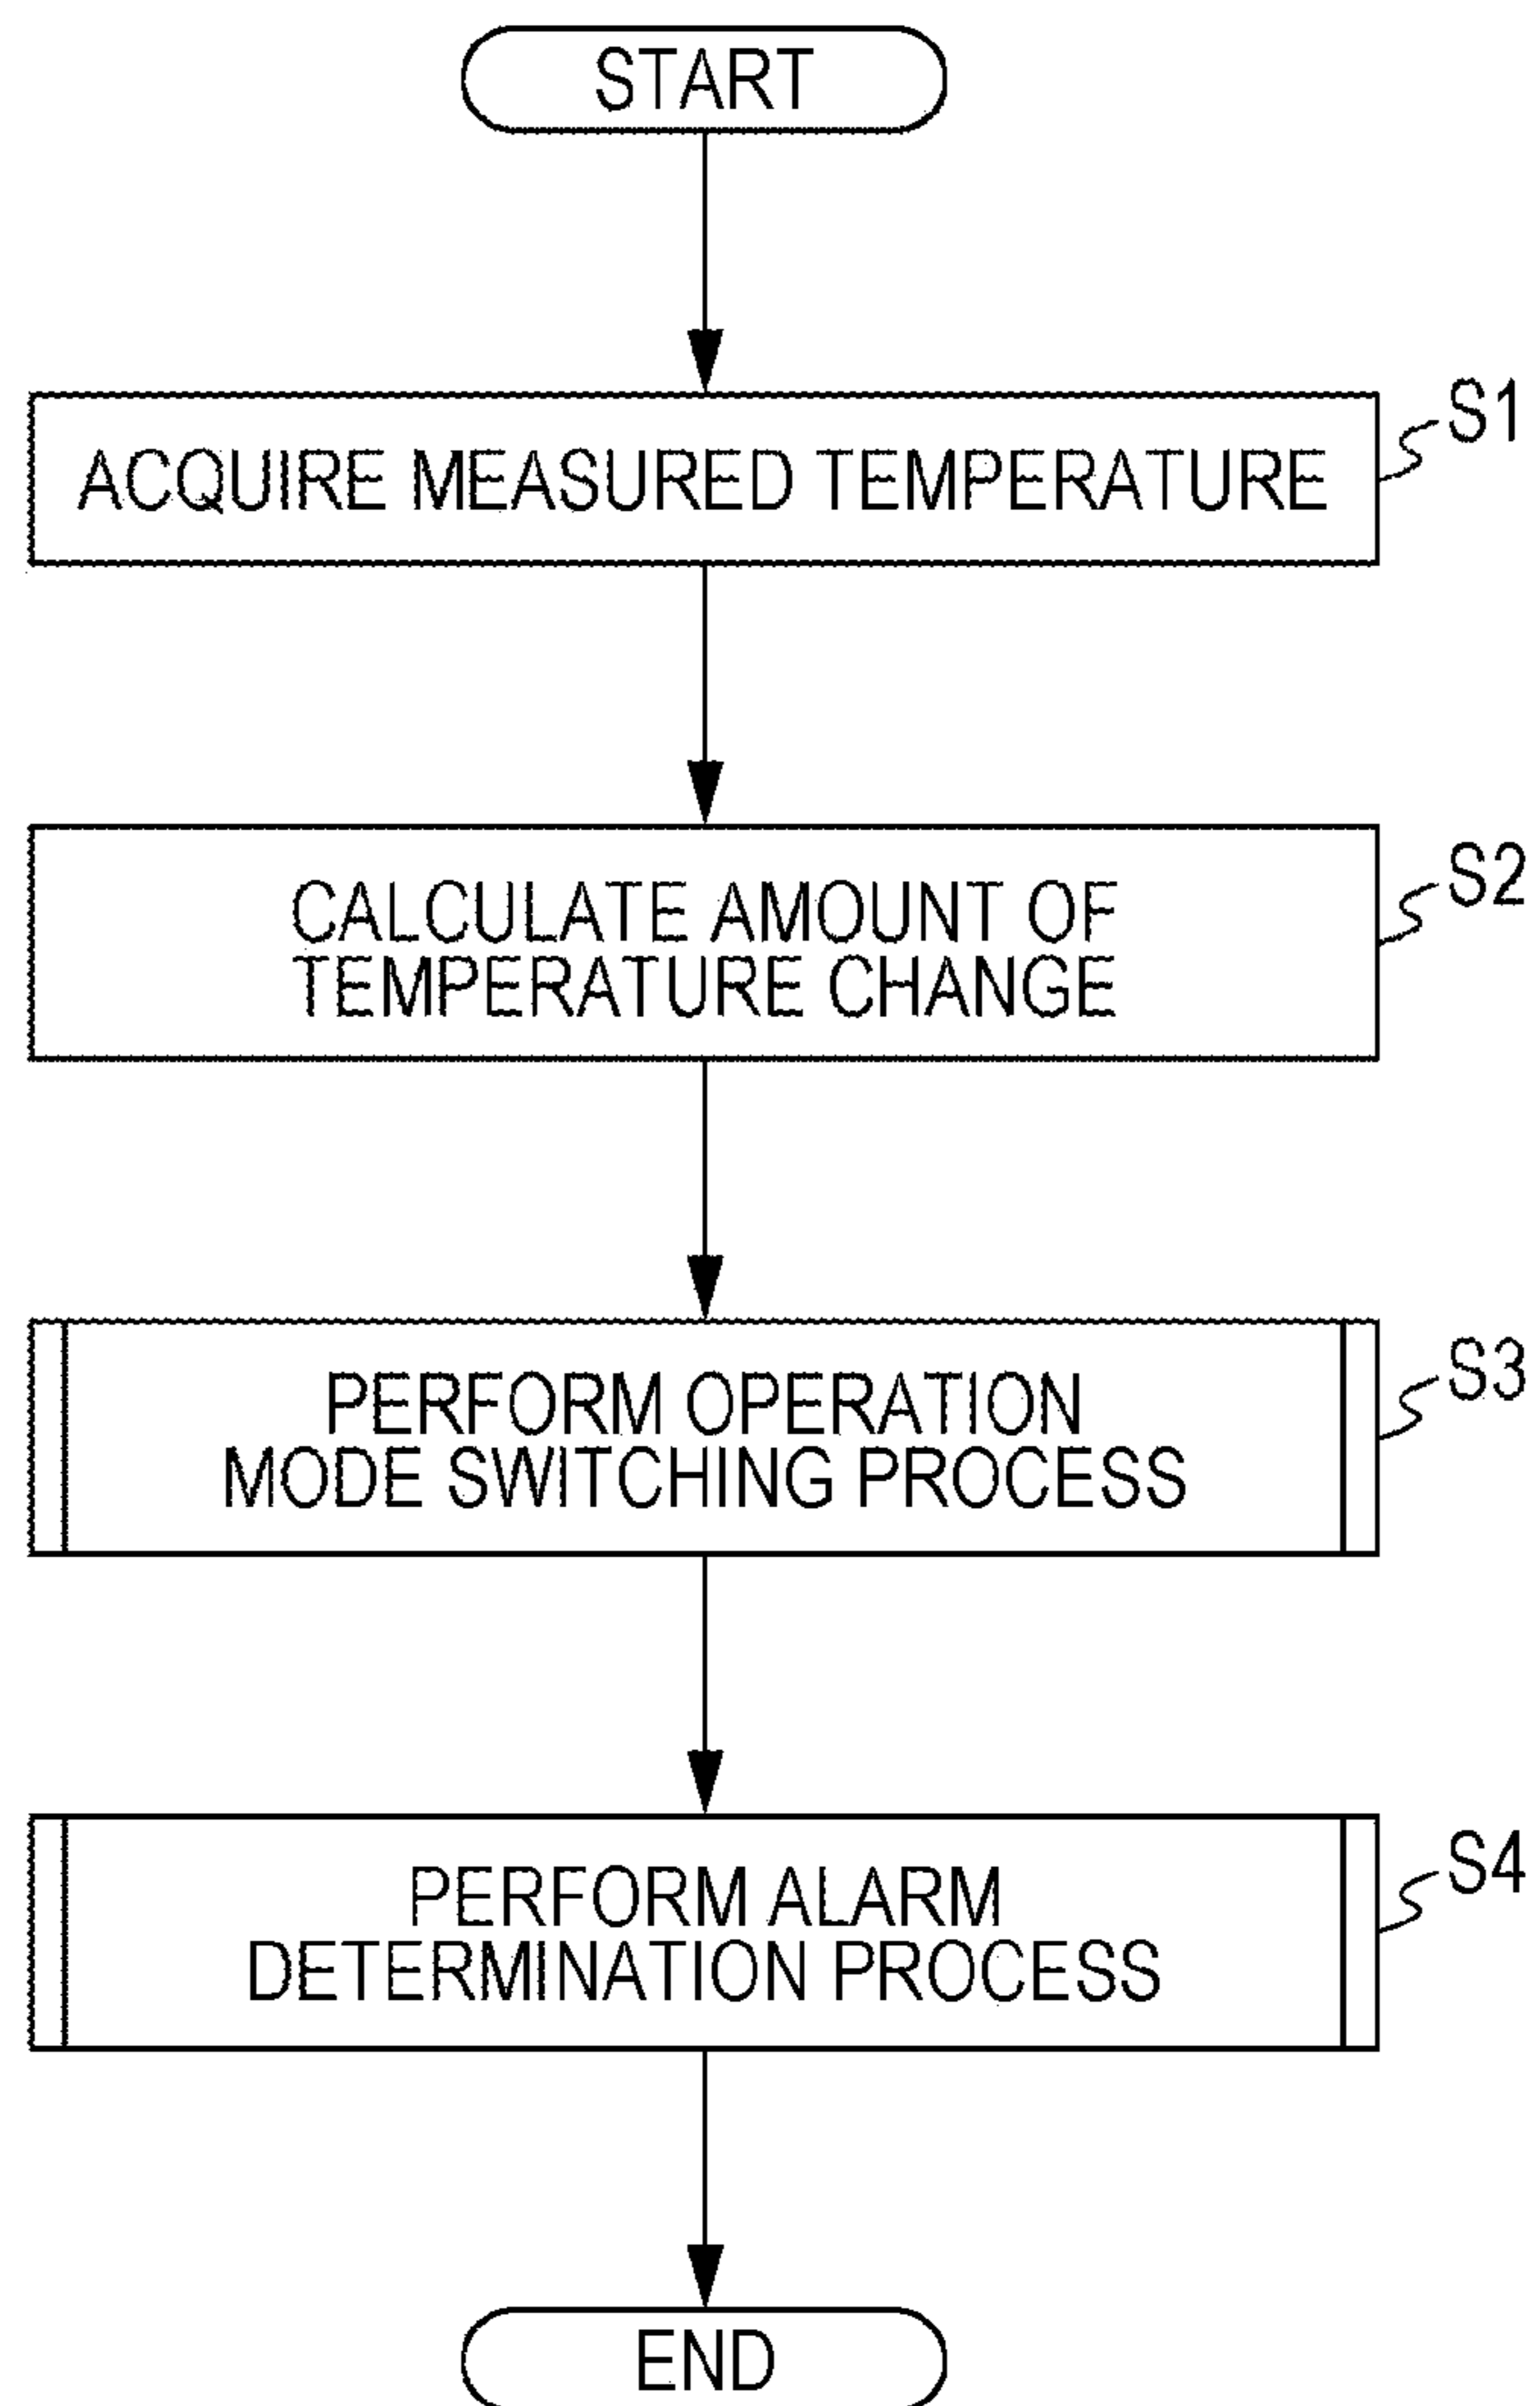 START
S1
ACQUIRE MEASURED TEMPERATURE
S2
CALCULATE AMOUNT OF
TEMPERATURE CHANGE
S3
PERFORM OPERATION
MODE SWITCHING PROCESS
S4
PERFORM ALARM
DETERMINATION PROCESS
END